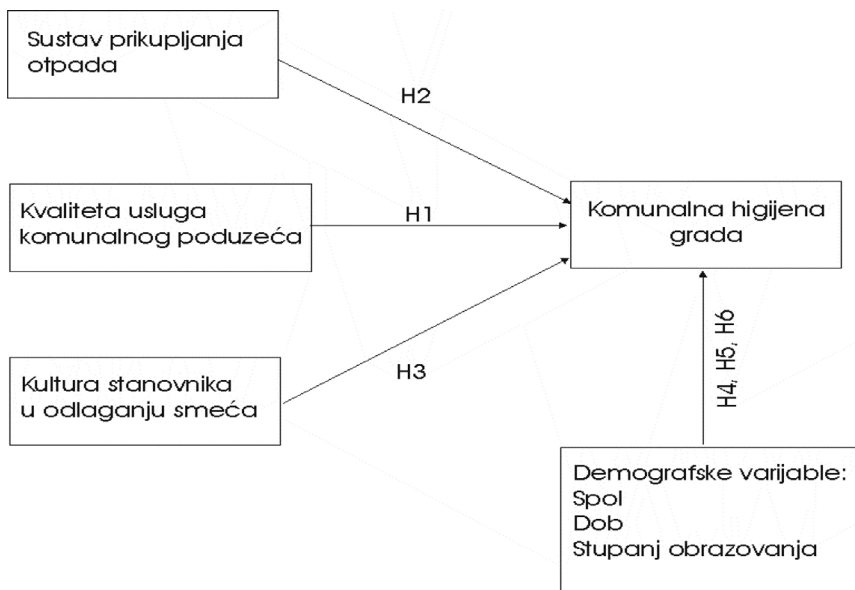 Sustav prikupljanja
otpada
H2
Kvaliteta usluga
komunalnog poduzeća
H1
Komunalna higijena
grada
Kultura stanovnika
u odlaganju smeća
H3
H4, H5, H6
Demografske varijable:
Spol
Dob
Stupanj obrazovanja